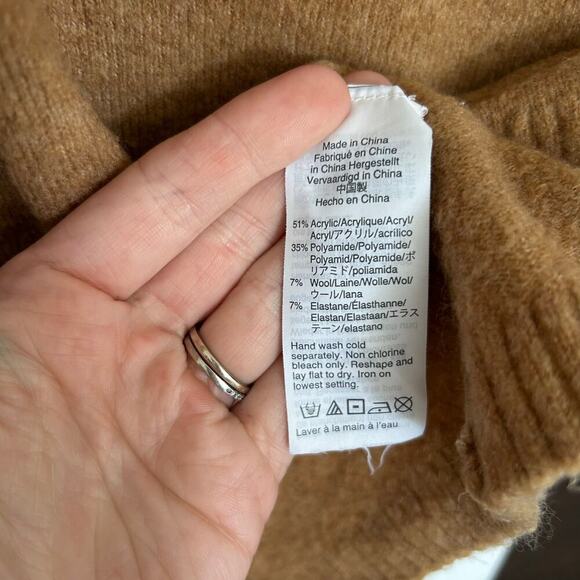 Made in China
Fabriqué en Chine
in China Hergestellt
Vervaardigd in China
中国製
Hecho en China
51% Acrylic/Acrylique/Acryl/
Acryl/アクリル/acrílico
35% Polyamide/Polyamide/
Polyamid/Polyamide/ポ
リアミド/poliamida
7% Wool/Laine/Wolle/Wol/
ウール/lana
7% Elastane/Élasthanne/
Elastan/Elastaan/エラス
テーン/elastano
Hand wash cold
separately. Non chlorine
bleach only. Reshape and
lay flat to dry. Iron on
lowest setting.
Laver à la main à l'eau